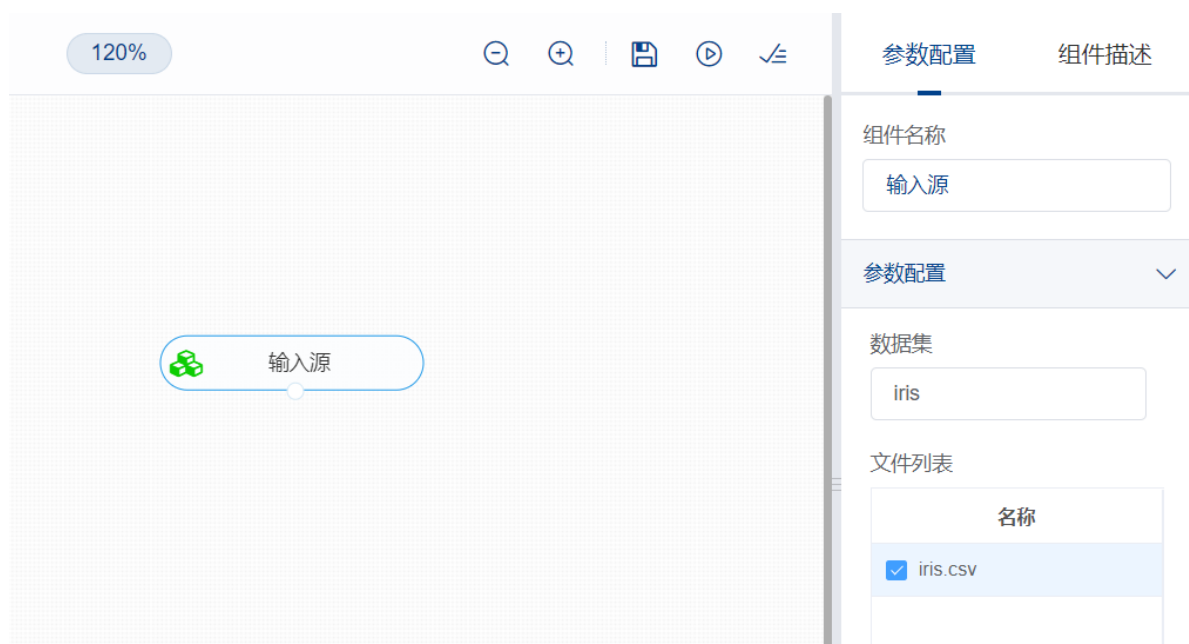 120%
参数配置 组件描述
组件名称
输入源
参数配置
输入源
数据集
iris
文件列表
名称
iris.csv